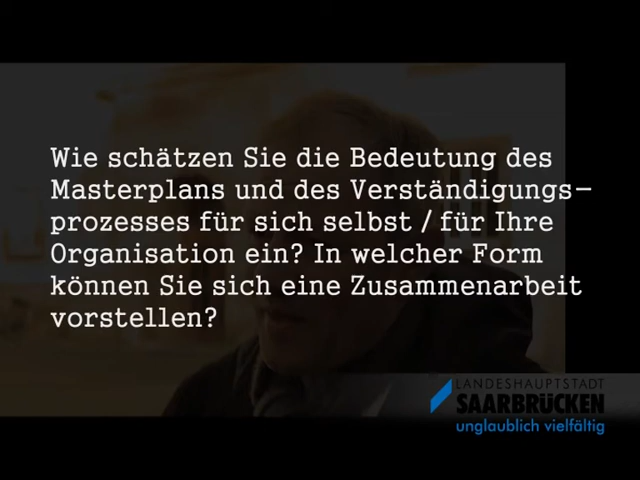 Wie schätzen Sie die Bedeutung des
Masterplans und des Verständigungs-
prozesses für sich selbst / für Ihre
Organisation ein? In welcher Form
können Sie sich eine Zusammenarbeit
vorstellen?
LANDESHAUPTSTADT
SAARBRÜCKEN
unglaublich vielfältig